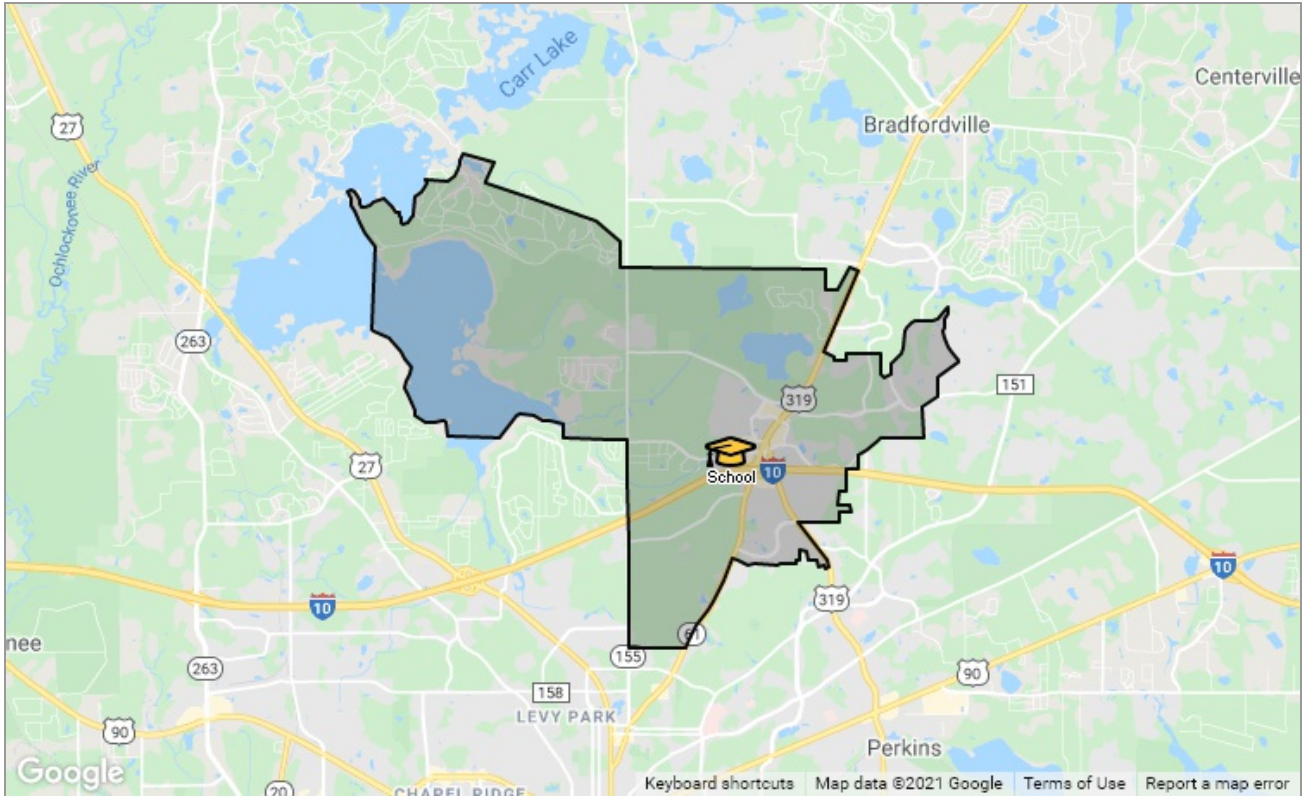 Carr Lake
Centerville
27
Bradfordville
Ochlockonee River
263
151
319
27
School
10
10
10
319
nee
61
155
263
90
158
LEVY PARK
90
Perkins
Google
20
CHAPEL RIDGE
Keyboard shortcuts Map data ©2021 Google Terms of Use Report a map error